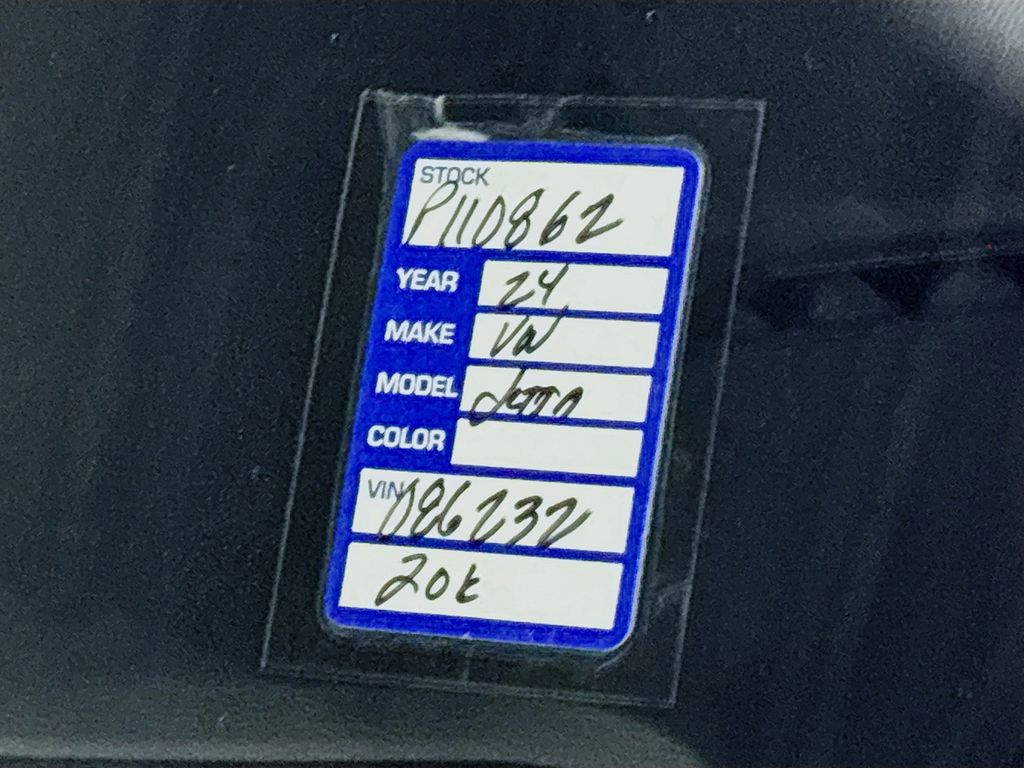 STOCK
P110862
YEAR 24
MAKE VW
MODEL Jetta
COLOR
VIN 086232
20k